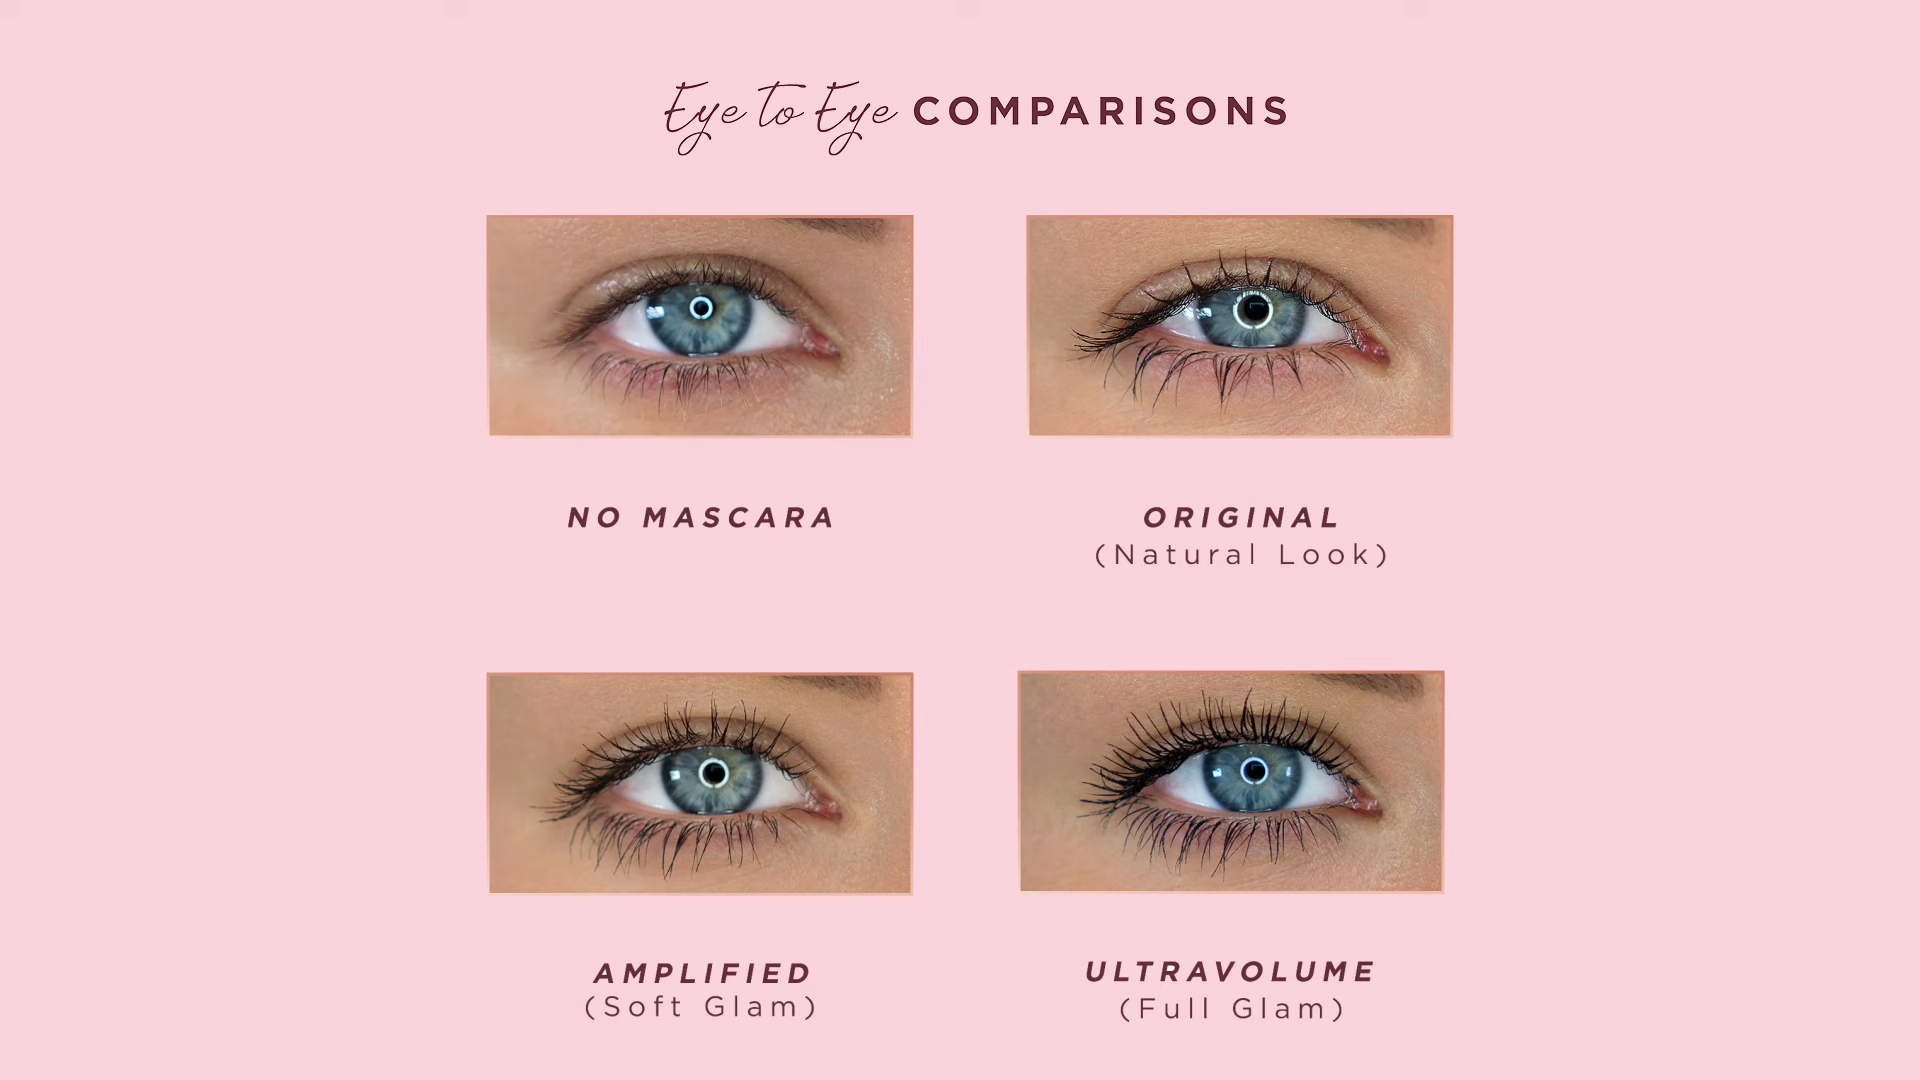 Eye to Eye COMPARISONS
NO MASCARA
ORIGINAL
(Natural Look)
AMPLIFIED
(Soft Glam)
ULTRAVOLUME
(Full Glam)